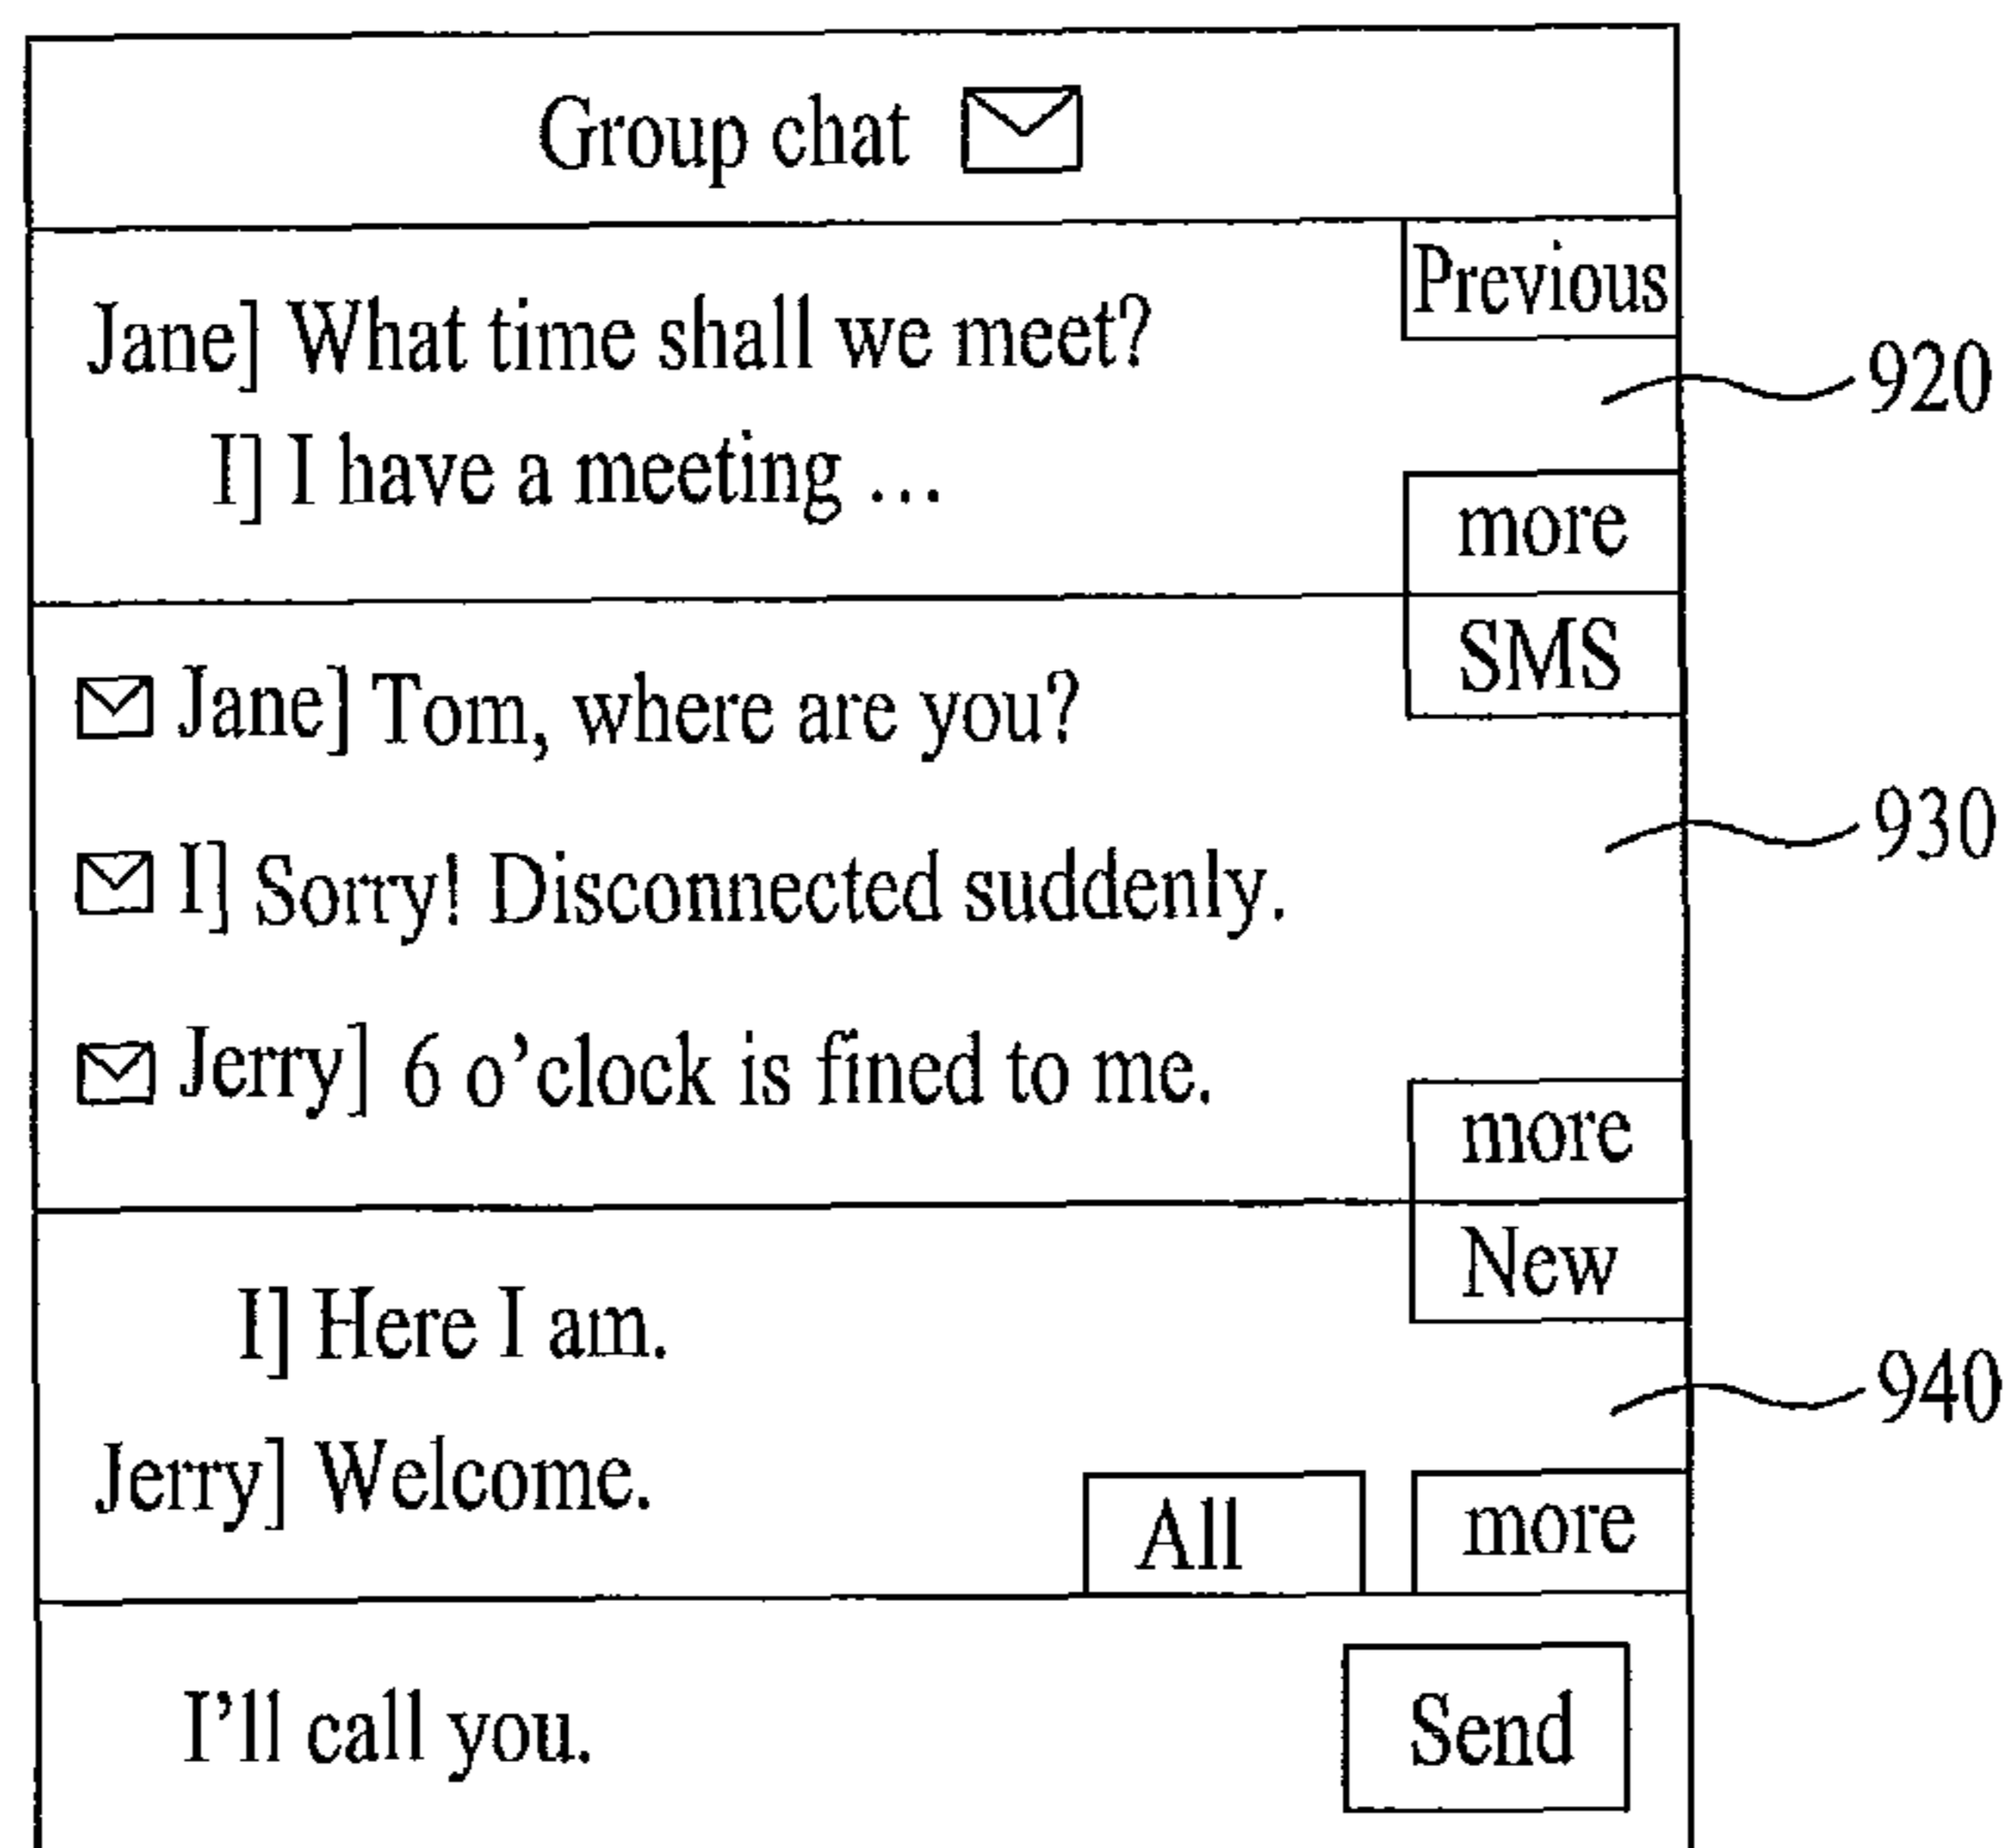 Group chat
Previous
Jane] What time shall we meet?
920
I] I have a meeting ...
more
SMS
Jane] Tom, where are you?
930
I] Sorry! Disconnected suddenly.
Jerry] 6 o'clock is fined to me.
more
New
I] Here I am.
940
Jerry] Welcome.
All
more
I'll call you.
Send